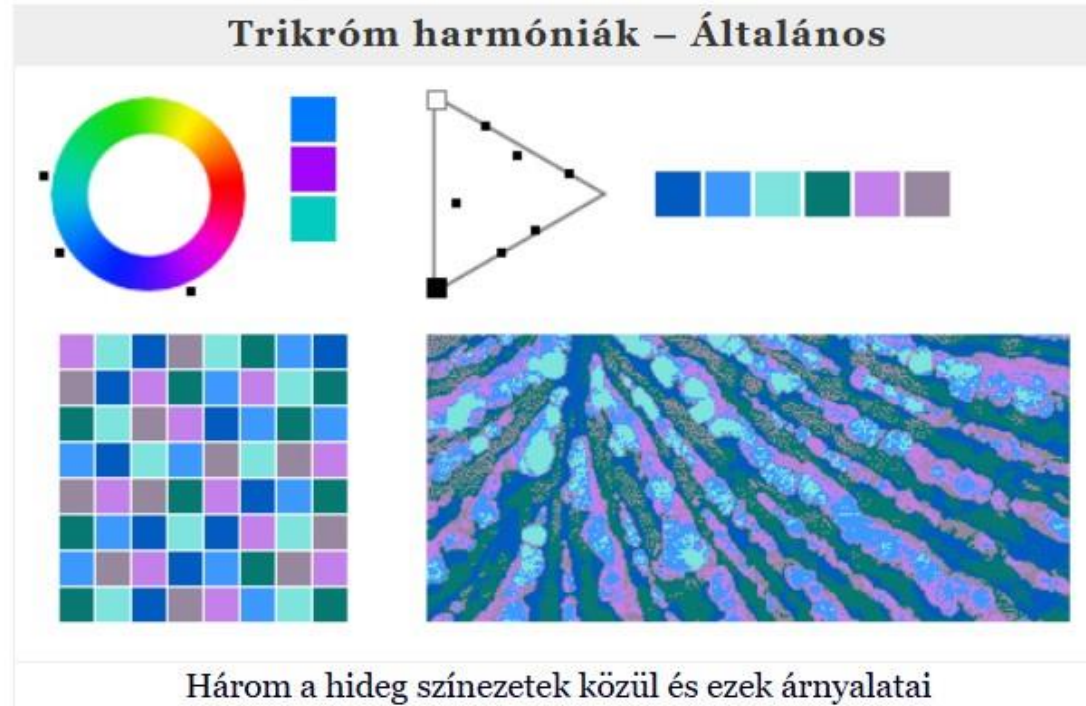 Trikróm harmóniák – Általános
Három a hideg színezetek közül és ezek árnyalatai